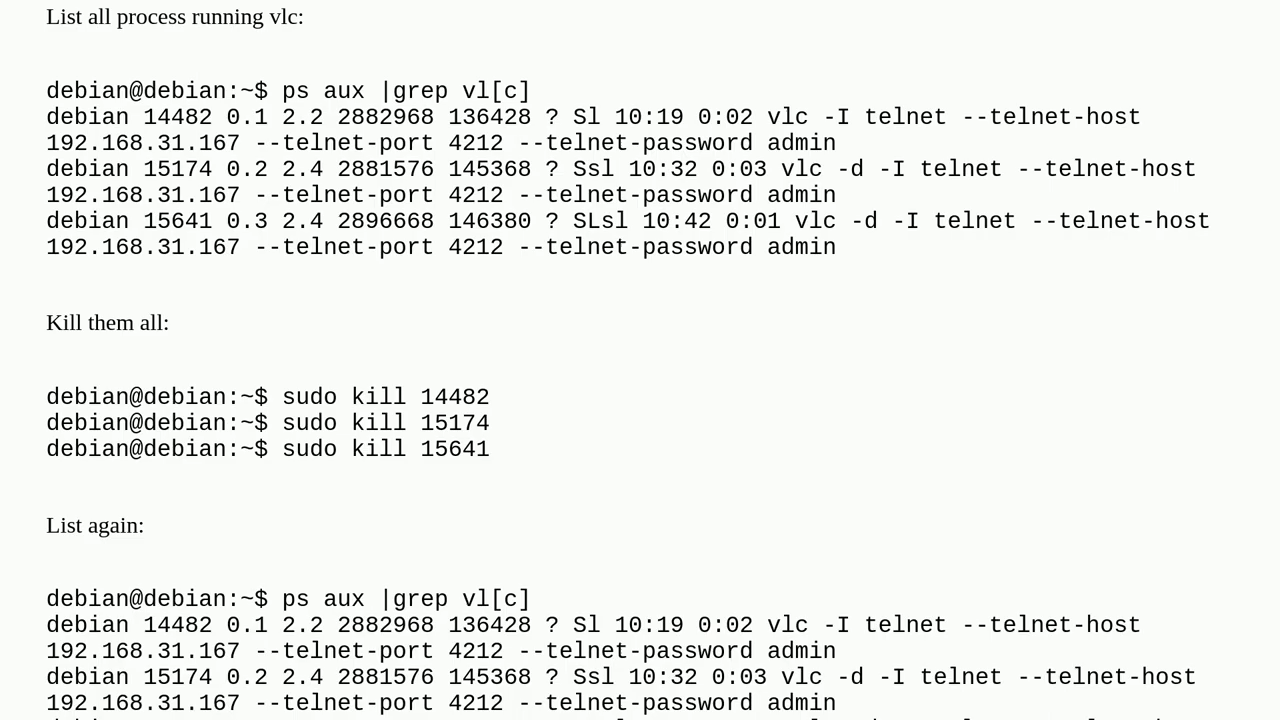 List all process running vlc:
debian@debian:~$ ps aux |grep vl[c]
debian 14482 0.1 2.2 2882968 136428 ? Sl 10:19 0:02 vlc -I telnet --telnet-host
192.168.31.167 --telnet-port 4212 --telnet-password admin
debian 15174 0.2 2.4 2881576 145368 ? Ssl 10:32 0:03 vlc -d -I telnet --telnet-host
192.168.31.167 --telnet-port 4212 --telnet-password admin
debian 15641 0.3 2.4 2896668 146380 ? SLsl 10:42 0:01 vlc -d -I telnet --telnet-host
192.168.31.167 --telnet-port 4212 --telnet-password admin
Kill them all:
debian@debian:~$ sudo kill 14482
debian@debian:~$ sudo kill 15174
debian@debian:~$ sudo kill 15641
List again:
debian@debian:~$ ps aux |grep vl[c]
debian 14482 0.1 2.2 2882968 136428 ? Sl 10:19 0:02 vlc -I telnet --telnet-host
192.168.31.167 --telnet-port 4212 --telnet-password admin
debian 15174 0.2 2.4 2881576 145368 ? Ssl 10:32 0:03 vlc -d -I telnet --telnet-host
192.168.31.167 --telnet-port 4212 --telnet-password admin